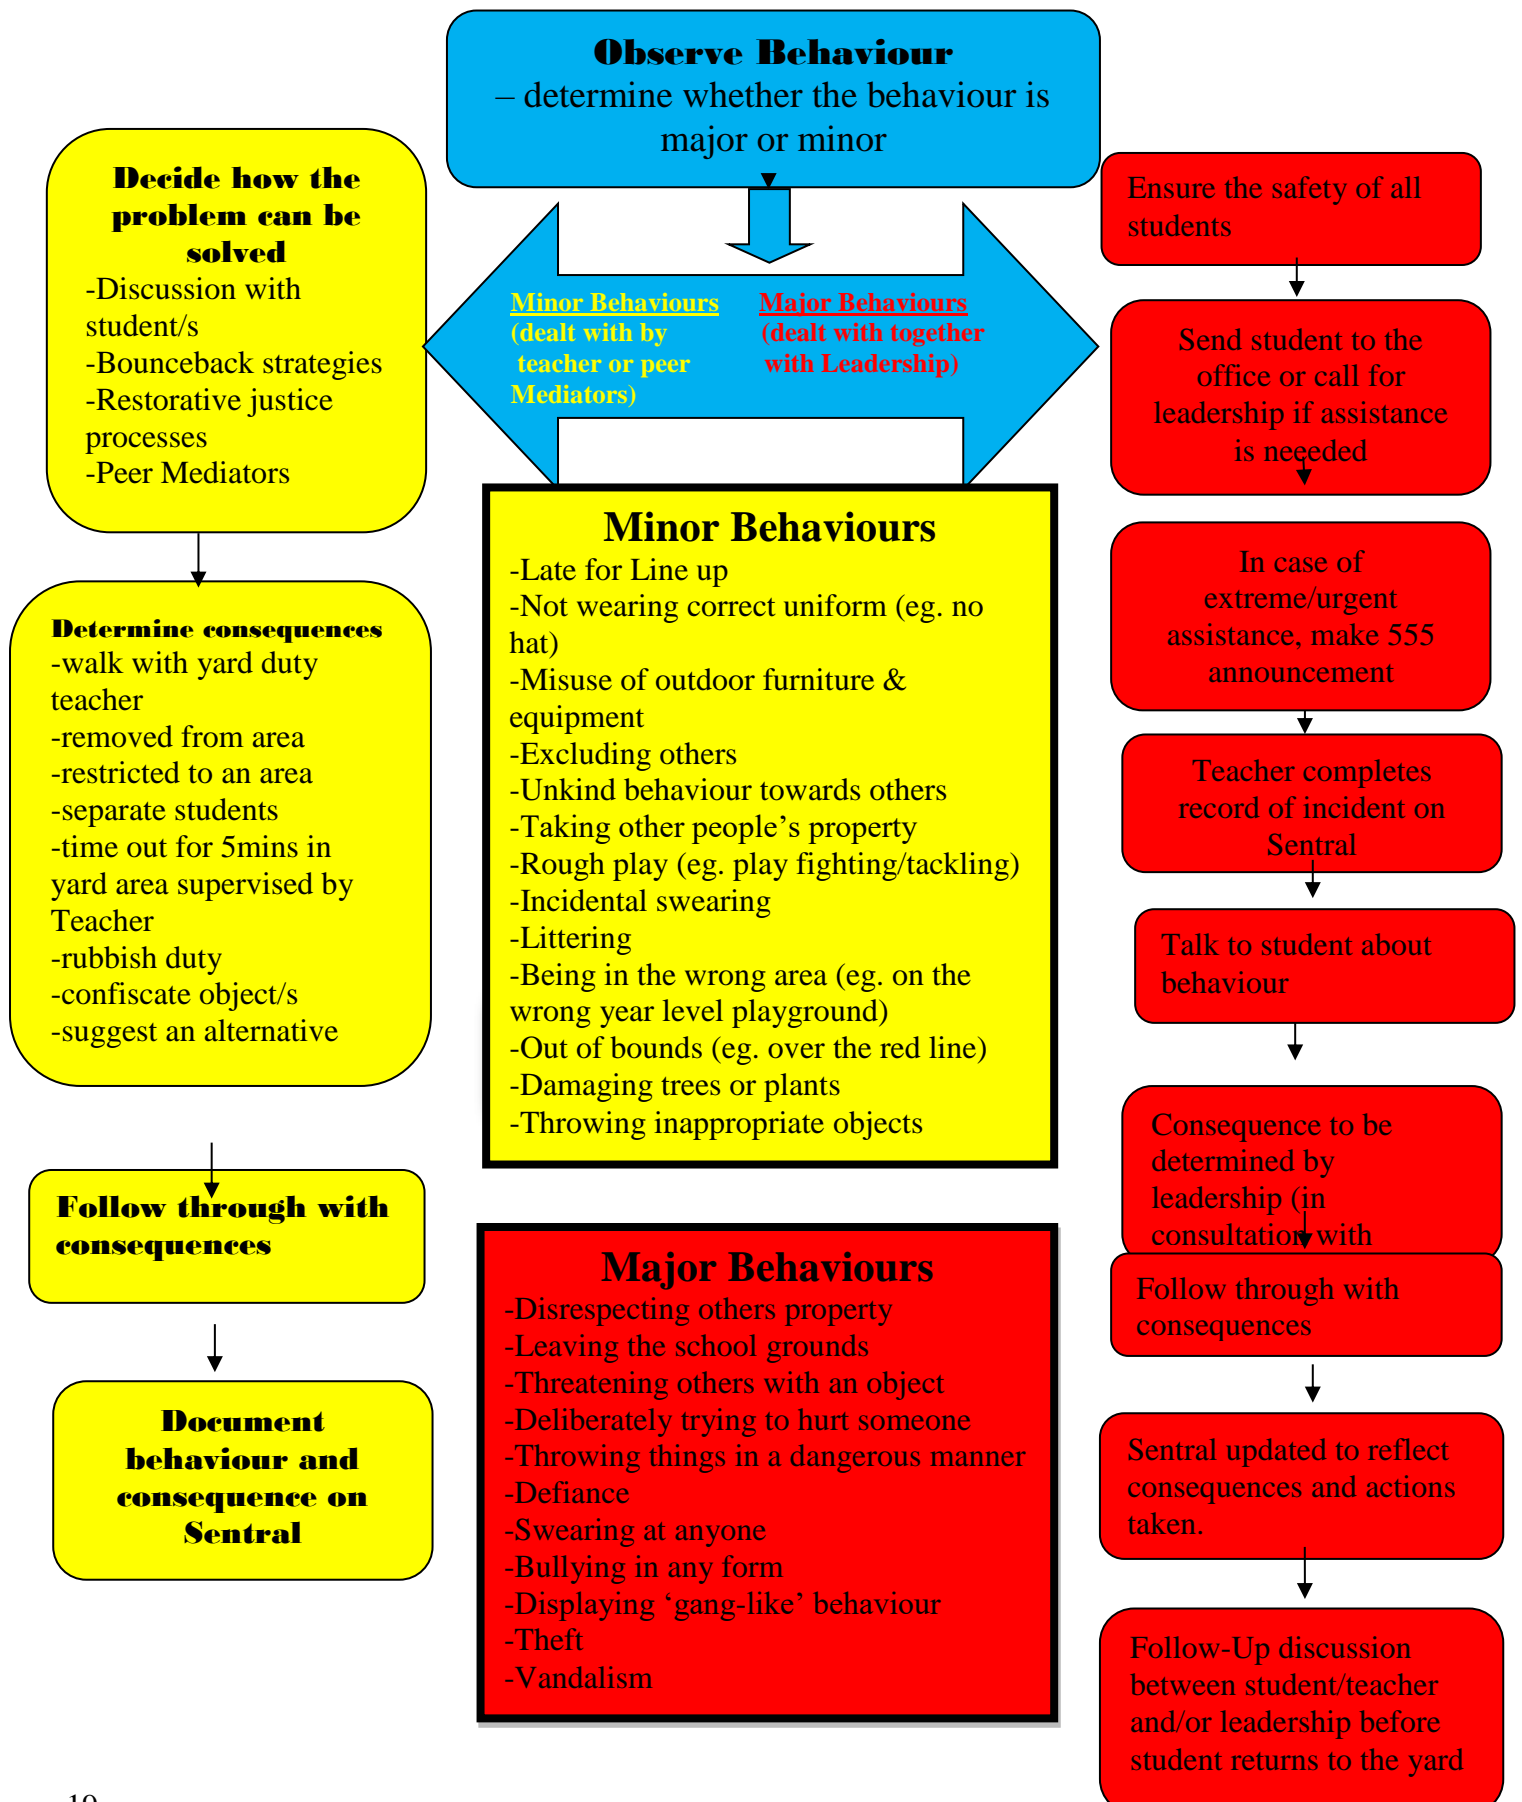 Observe Behaviour
– determine whether the behaviour is
major or minor
Decide how the
problem can be
solved
-Discussion with
student/s
-Bounceback strategies
-Restorative justice
processes
-Peer Mediators
Determine consequences
-walk with yard duty
teacher
-removed from area
-restricted to an area
-separate students
-time out for 5mins in
yard area supervised by
Teacher
-rubbish duty
-confiscate object/s
-suggest an alternative
Follow through with
consequences
Document
behaviour and
consequence on
Sentral
Minor Behaviours
(dealt with by
teacher or peer
Mediators)
Major Behaviours
(dealt with together
with Leadership)
Minor Behaviours
-Late for Line up
-Not wearing correct uniform (eg. no
hat)
-Misuse of outdoor furniture &
equipment
-Excluding others
-Unkind behaviour towards others
-Taking other people’s property
-Rough play (eg. play fighting/tackling)
-Incidental swearing
-Littering
-Being in the wrong area (eg. on the
wrong year level playground)
-Out of bounds (eg. over the red line)
-Damaging trees or plants
-Throwing inappropriate objects
Major Behaviours
-Disrespecting others property
-Leaving the school grounds
-Threatening others with an object
-Deliberately trying to hurt someone
-Throwing things in a dangerous manner
-Defiance
-Swearing at anyone
-Bullying in any form
-Displaying ‘gang-like’ behaviour
-Theft
-Vandalism
Ensure the safety of all
students
Send student to the
office or call for
leadership if assistance
is neeeded
In case of
extreme/urgent
assistance, make 555
announcement
Teacher completes
record of incident on
Sentral
Talk to student about
behaviour
Consequence to be
determined by
leadership (in
consultation with
Follow through with
consequences
Sentral updated to reflect
consequences and actions
taken.
Follow-Up discussion
between student/teacher
and/or leadership before
student returns to the yard